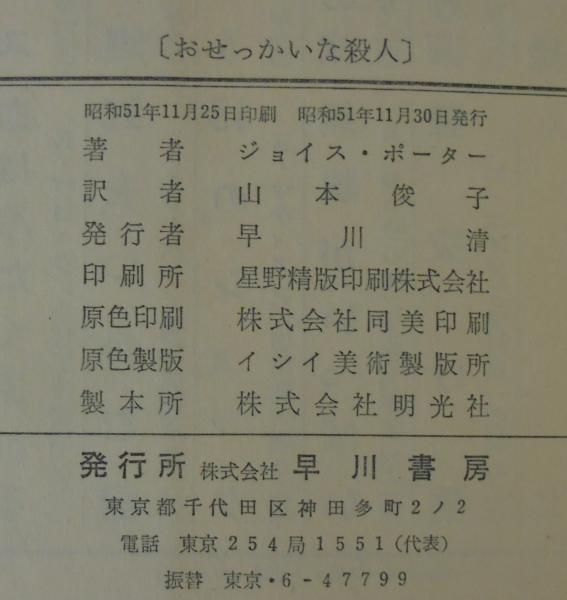 〔おせっかいな殺人〕
昭和51年11月25日印刷 昭和51年11月30日発行
著者 ジョイス・ポーター
訳者 山本俊子
発行者 早川清
印刷所 星野精版印刷株式会社
原色印刷 株式会社同美印刷
原色製版 イシイ美術製版所
製本所 株式会社明光社
発行所 株式会社 早川書房
東京都千代田区神田多町2ノ2
電話 東京254局1551(代表)
振替 東京・6-47799